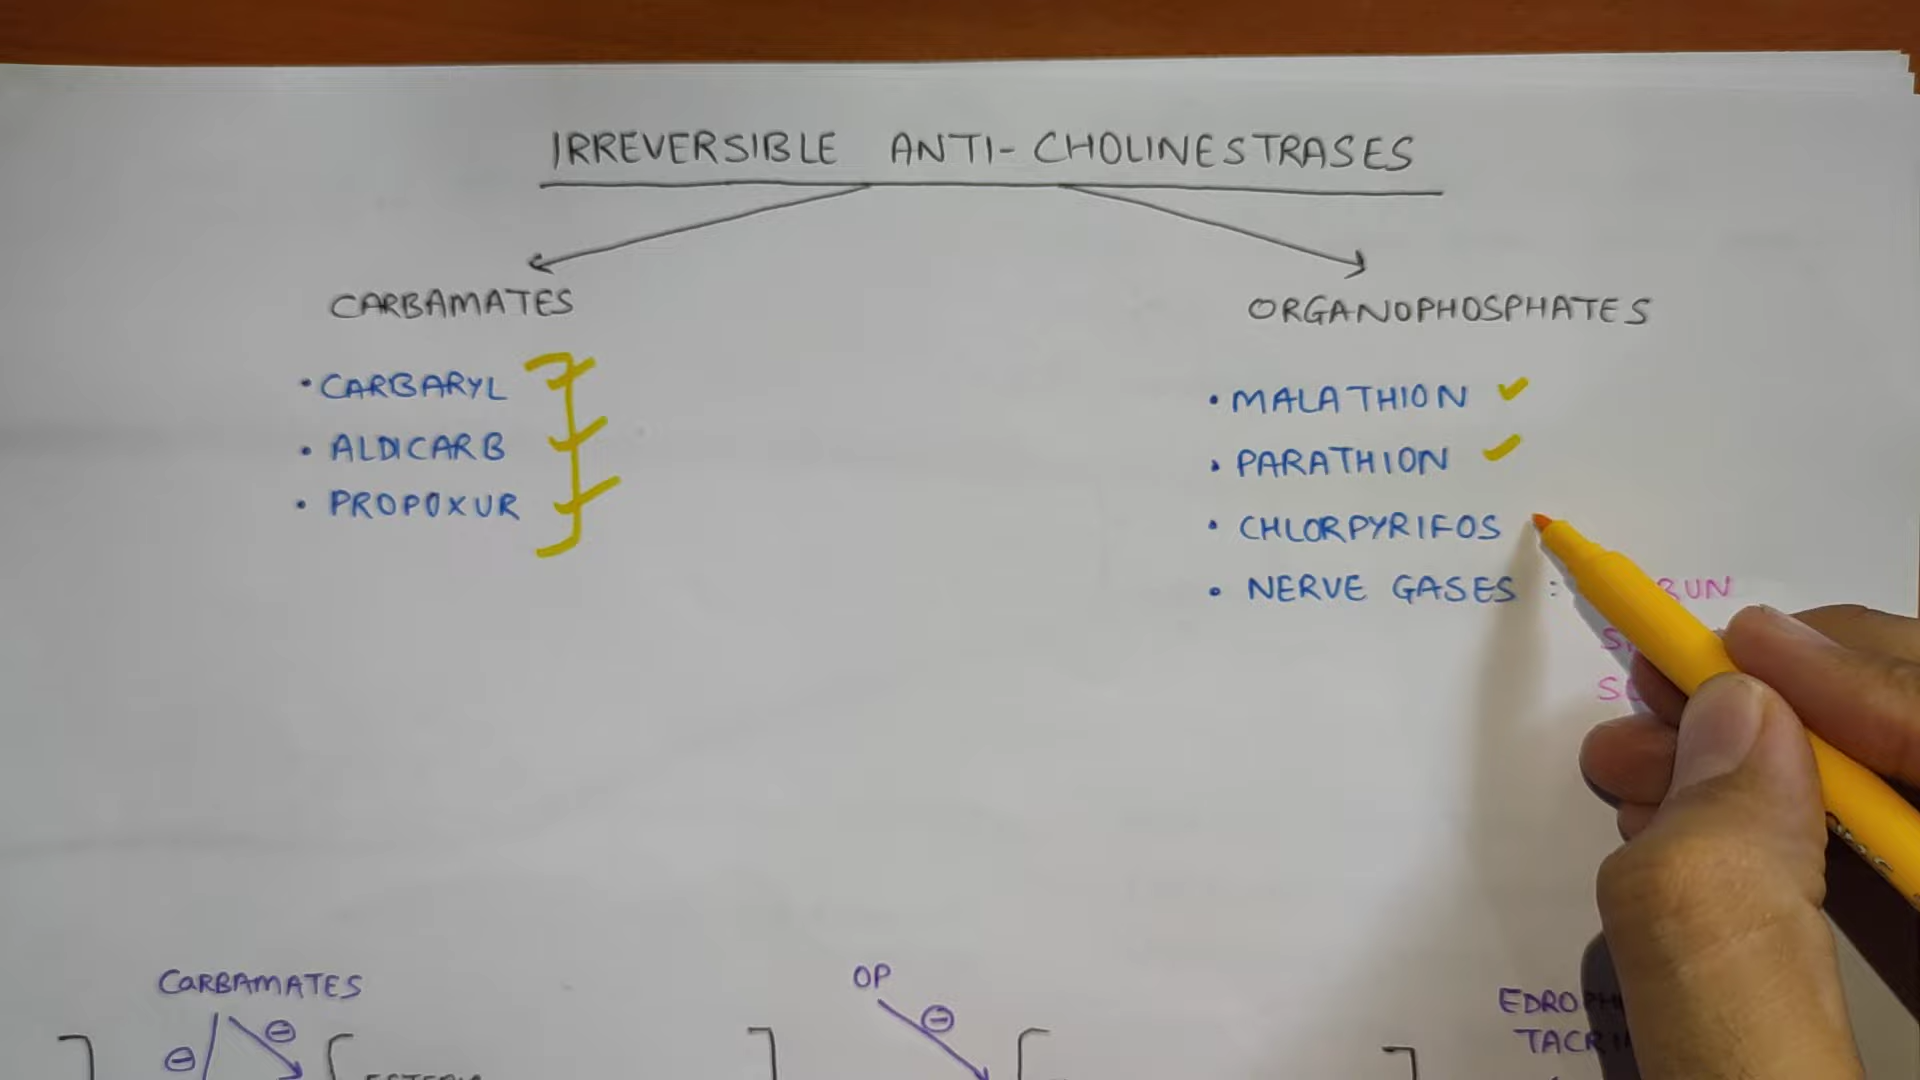 IRREVERSIBLE ANTI-CHOLINESTRASES
CARBAMATES
• CARBARYL
• ALDICARB
• PROPOXUR
ORGANOPHOSPHATES
• MALATHION
• PARATHION
• CHLORPYRIFOS
• NERVE GASES :
CARBAMATES
OP